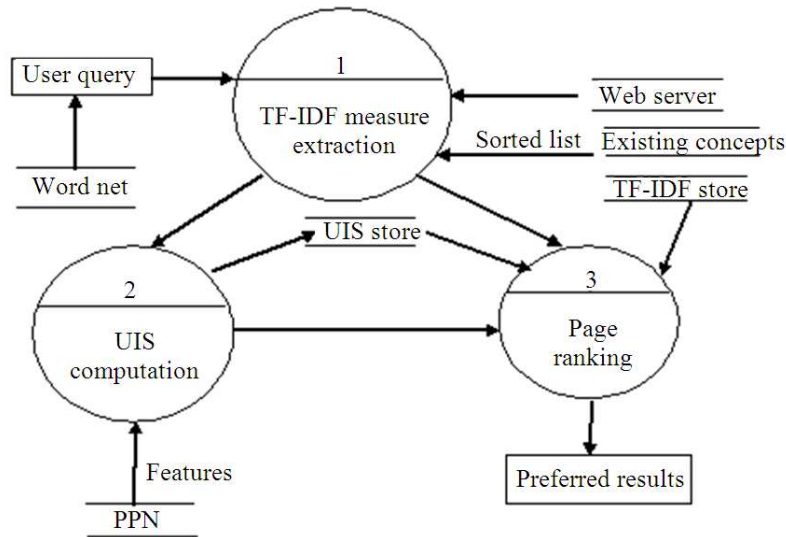 1
User query
TF-IDF measure
extraction
Web server
Sorted list
Existing concepts
Word net
TF-IDF store
UIS store
2
UIS
computation
3
Page
ranking
Features
PPN
Preferred results